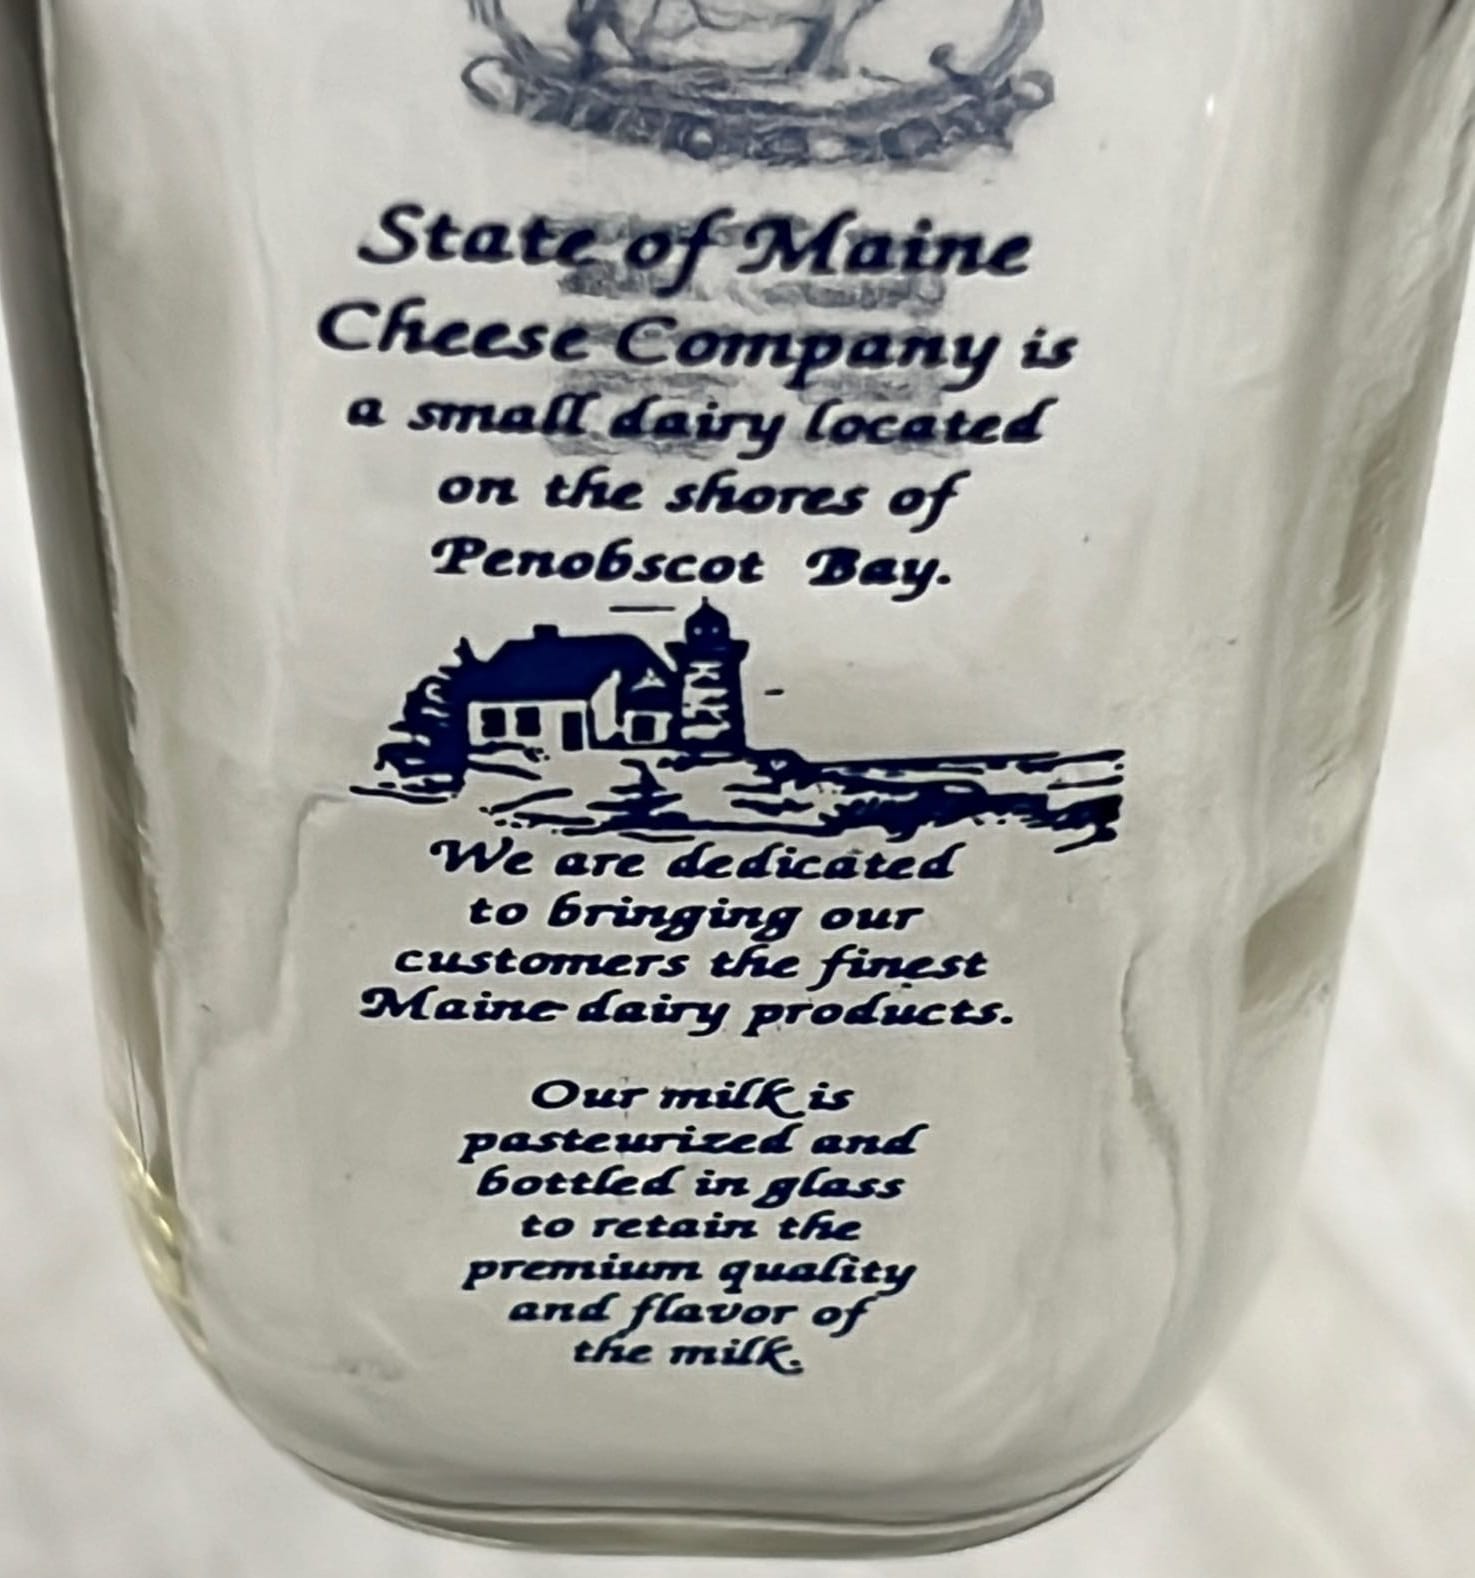 State of Maine
Cheese Company is
a small dairy located
on the shores of
Penobscot Bay.
We are dedicated
to bringing our
customers the finest
Maine dairy products.
Our milk is
pasteurized and
bottled in glass
to retain the
premium quality
and flavor of
the milk.